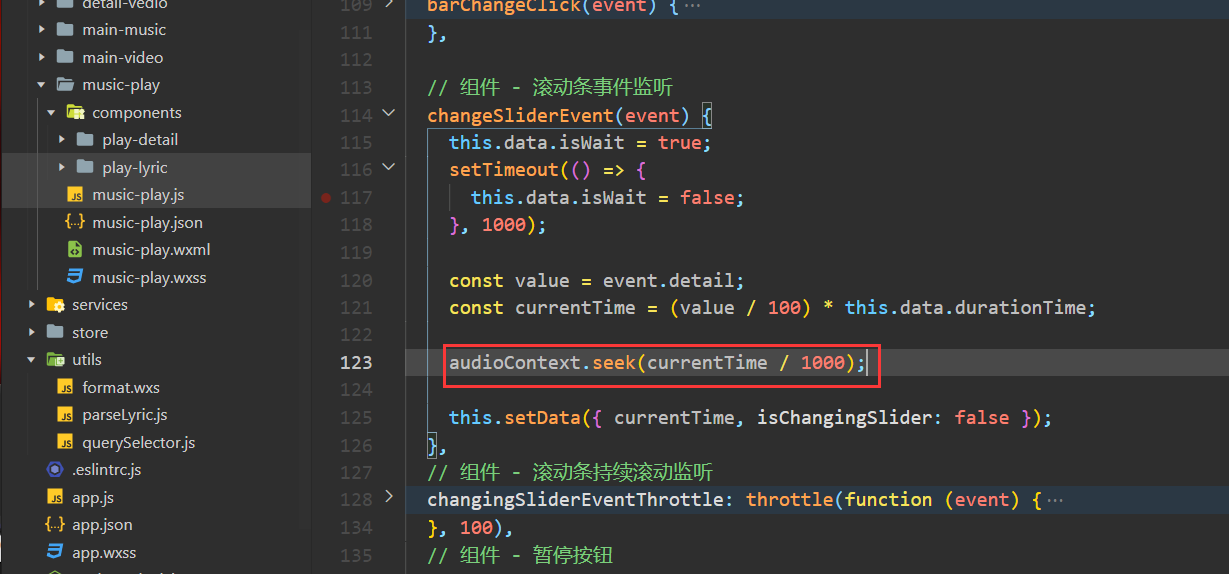 detail-vedio
main-music
main-video
music-play
components
play-detail
play-lyric
JS music-play.js
{..} music-play.json
music-play.wxml
music-play.wxss
services
store
utils
JS format.wxs
JS parseLyric.js
JS querySelector.js
.eslintrc.js
JS app.js
{..} app.json
app.wxss
109 barChangeClick(event) { ···
111 },
112
113 // 组件 - 滚动条事件监听
114 changeSliderEvent(event) {
115 this.data.isWait = true;
116 setTimeout(() => {
117 this.data.isWait = false;
118 }, 1000);
119
120 const value = event.detail;
121 const currentTime = (value / 100) * this.data.durationTime;
122
123 audioContext.seek(currentTime / 1000);
124
125 this.setData({ currentTime, isChangingSlider: false });
126 },
127 // 组件 - 滚动条持续滚动监听
128 changingSliderEventThrottle: throttle(function (event) { ···
134 }, 100),
135 // 组件 - 暂停按钮